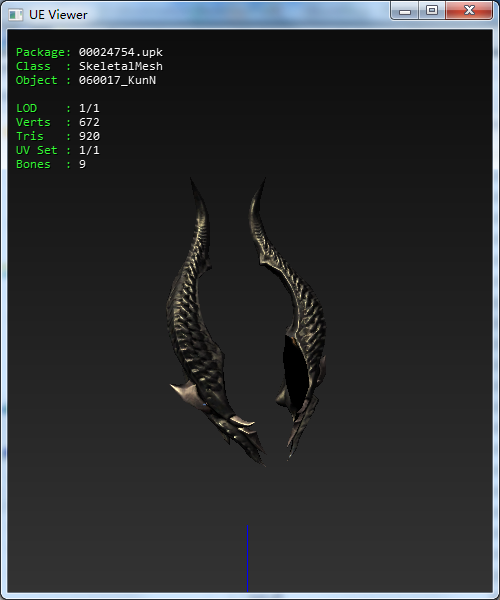 UE Viewer
Package: 00024754.upk
Class  : SkeletalMesh
Object : 060017_KunN
LOD    : 1/1
Verts  : 672
Tris   : 920
UV Set : 1/1
Bones  : 9